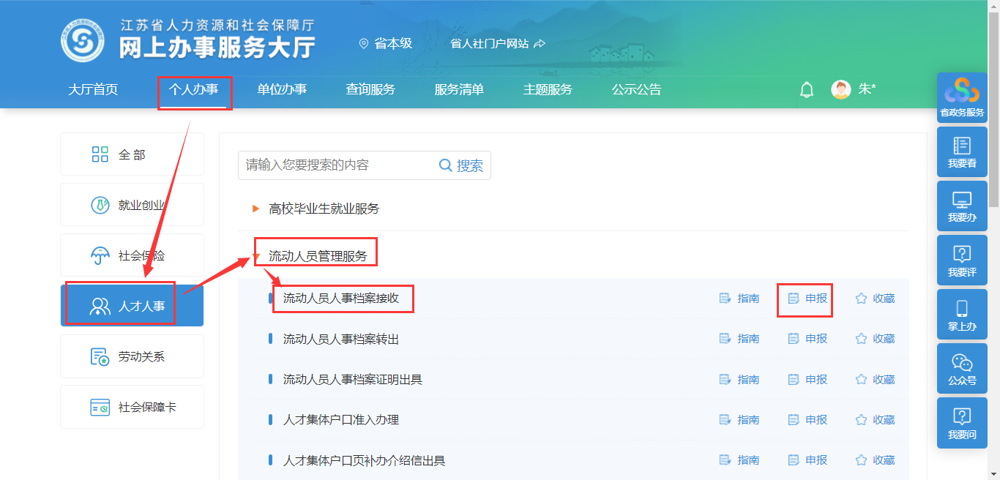 江苏省人力资源和社会保障厅
网上办事服务大厅
省本级
省人社门户网站
大厅首页 个人办事 单位办事 查询服务 服务清单 主题服务 公示公告
朱*
省政务服务
我要看
我要办
我要评
掌上办
公众号
我要问
全 部
就业创业
社会保险
人才人事
劳动关系
社会保障卡
请输入您要搜索的内容 搜索
高校毕业生就业服务
流动人员管理服务
流动人员人事档案接收 指南 申报 收藏
流动人员人事档案转出 指南 申报 收藏
流动人员人事档案证明出具 指南 申报 收藏
人才集体户口准入办理 指南 申报 收藏
人才集体户口页补办介绍信出具 指南 申报 收藏